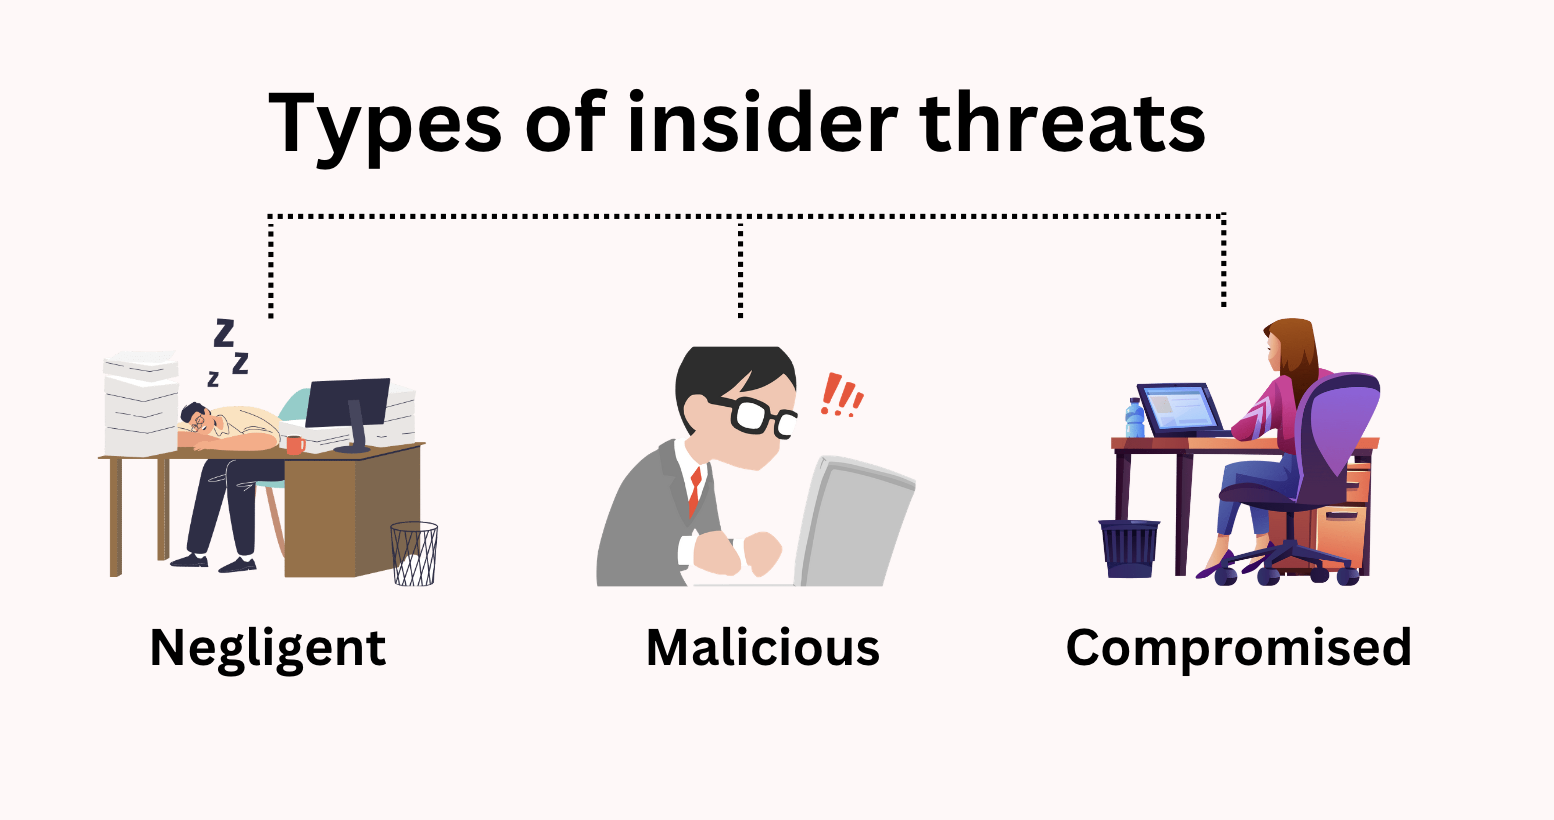 Types of insider threats
Z
Z
Z
!!!
Negligent
Malicious
Compromised